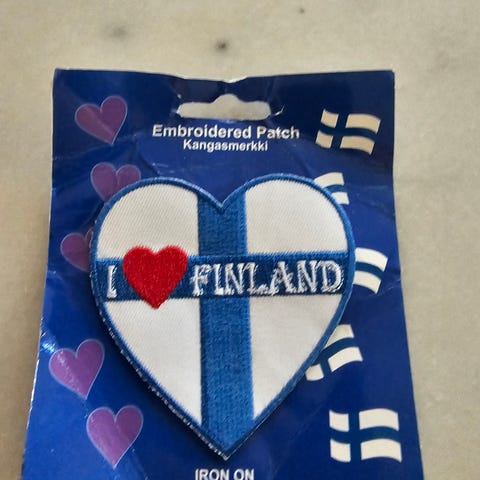 Embroidered Patch
Kangasmerkki
I FINLAND
IRON ON